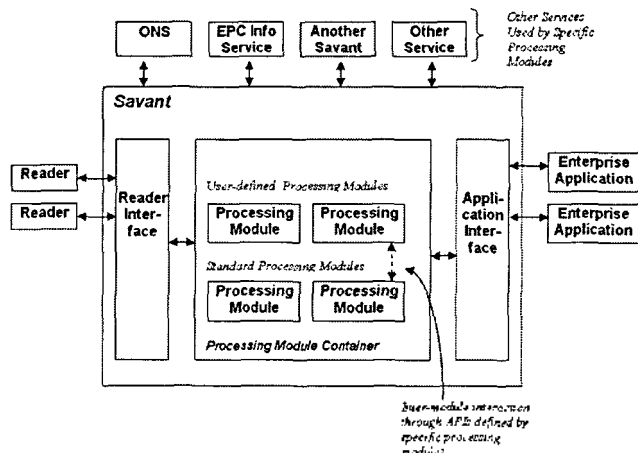 ONS
EPC Info
Service
Another
Savant
Other
Service
Other Services
Used by Specific
Processing
Modules
Savant
Reader
Reader
Reader
Inter-
face
User-defined Processing Modules
Processing
Module
Processing
Module
Standard Processing Modules
Processing
Module
Processing
Module
Processing Module Container
Appli-
cation
Inter-
face
Enterprise
Application
Enterprise
Application
Inter-module interaction
through APIs defined by
specific processing
modules